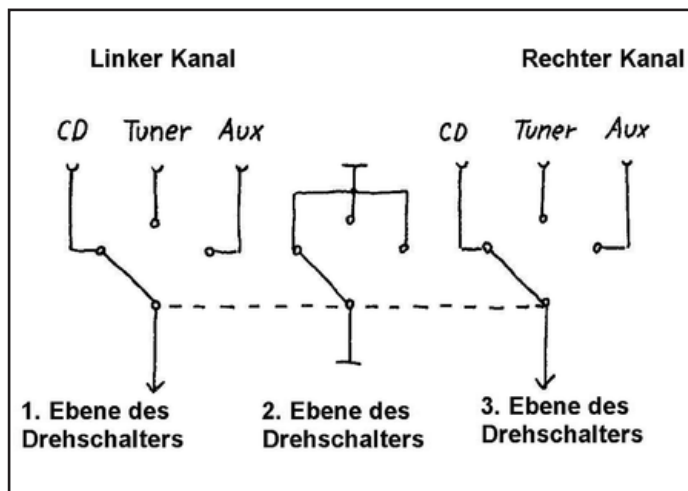 Linker Kanal
Rechter Kanal
CD Tuner Aux
CD Tuner Aux
1. Ebene des
Drehschalters
2. Ebene des
Drehschalters
3. Ebene des
Drehschalters